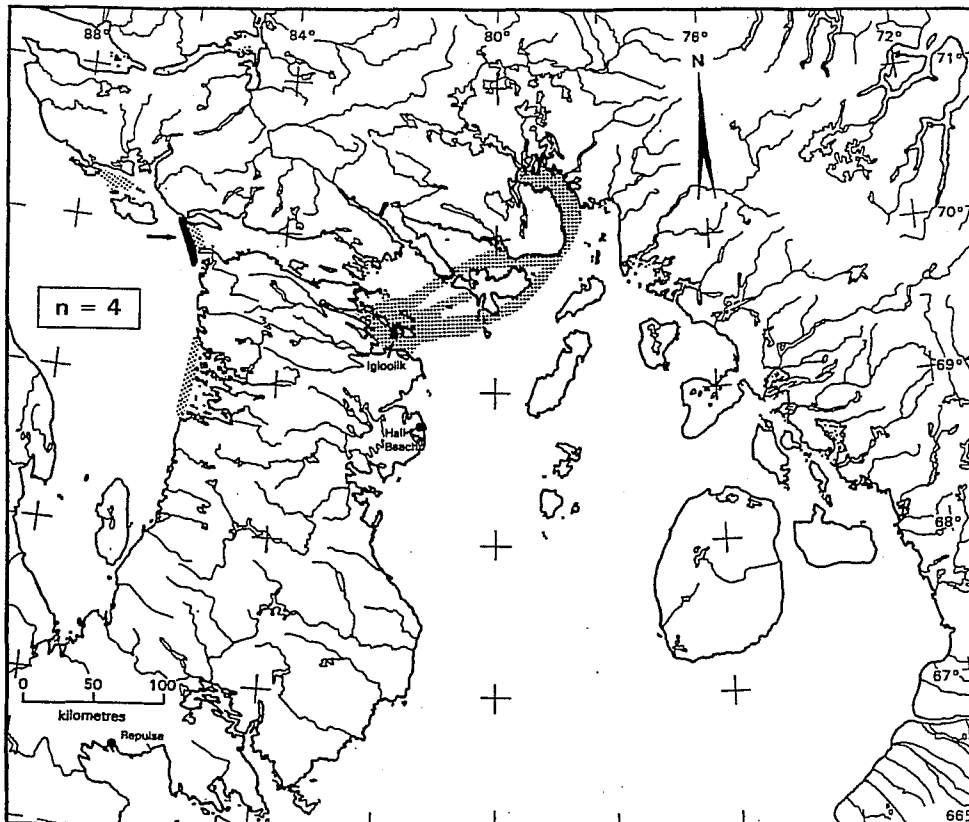 88° 84° 80° 76° 72°
71°
N
70°
n = 4
Igloolik
69°
Hall
Beach
68°
67°
0 50 100
kilometres
Repulse
66°